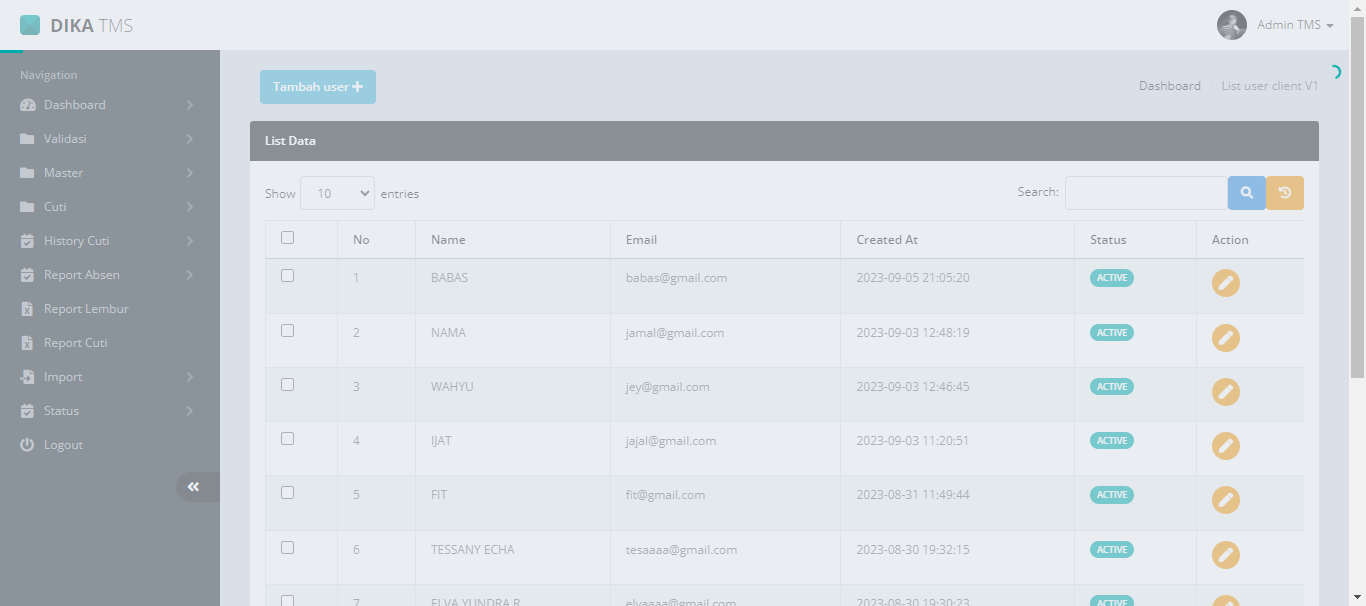 DIKA TMS
Admin TMS
Navigation
Dashboard
Validasi
Master
Cuti
History Cuti
Report Absen
Report Lembur
Report Cuti
Import
Status
Logout
Tambah user
Dashboard / List user client V1
List Data
Show 10 entries
Search:
No Name Email Created At Status Action
1 BABAS babas@gmail.com 2023-09-05 21:05:20 ACTIVE
2 NAMA jamal@gmail.com 2023-09-03 12:48:19 ACTIVE
3 WAHYU jey@gmail.com 2023-09-03 12:46:45 ACTIVE
4 IJAT jajal@gmail.com 2023-09-03 11:20:51 ACTIVE
5 FIT fit@gmail.com 2023-08-31 11:49:44 ACTIVE
6 TESSANY ECHA tesaaaa@gmail.com 2023-08-30 19:32:15 ACTIVE
7 ELVA YUNDRA R elvaaaa@gmail.com 2023-08-30 19:30:23 ACTIVE